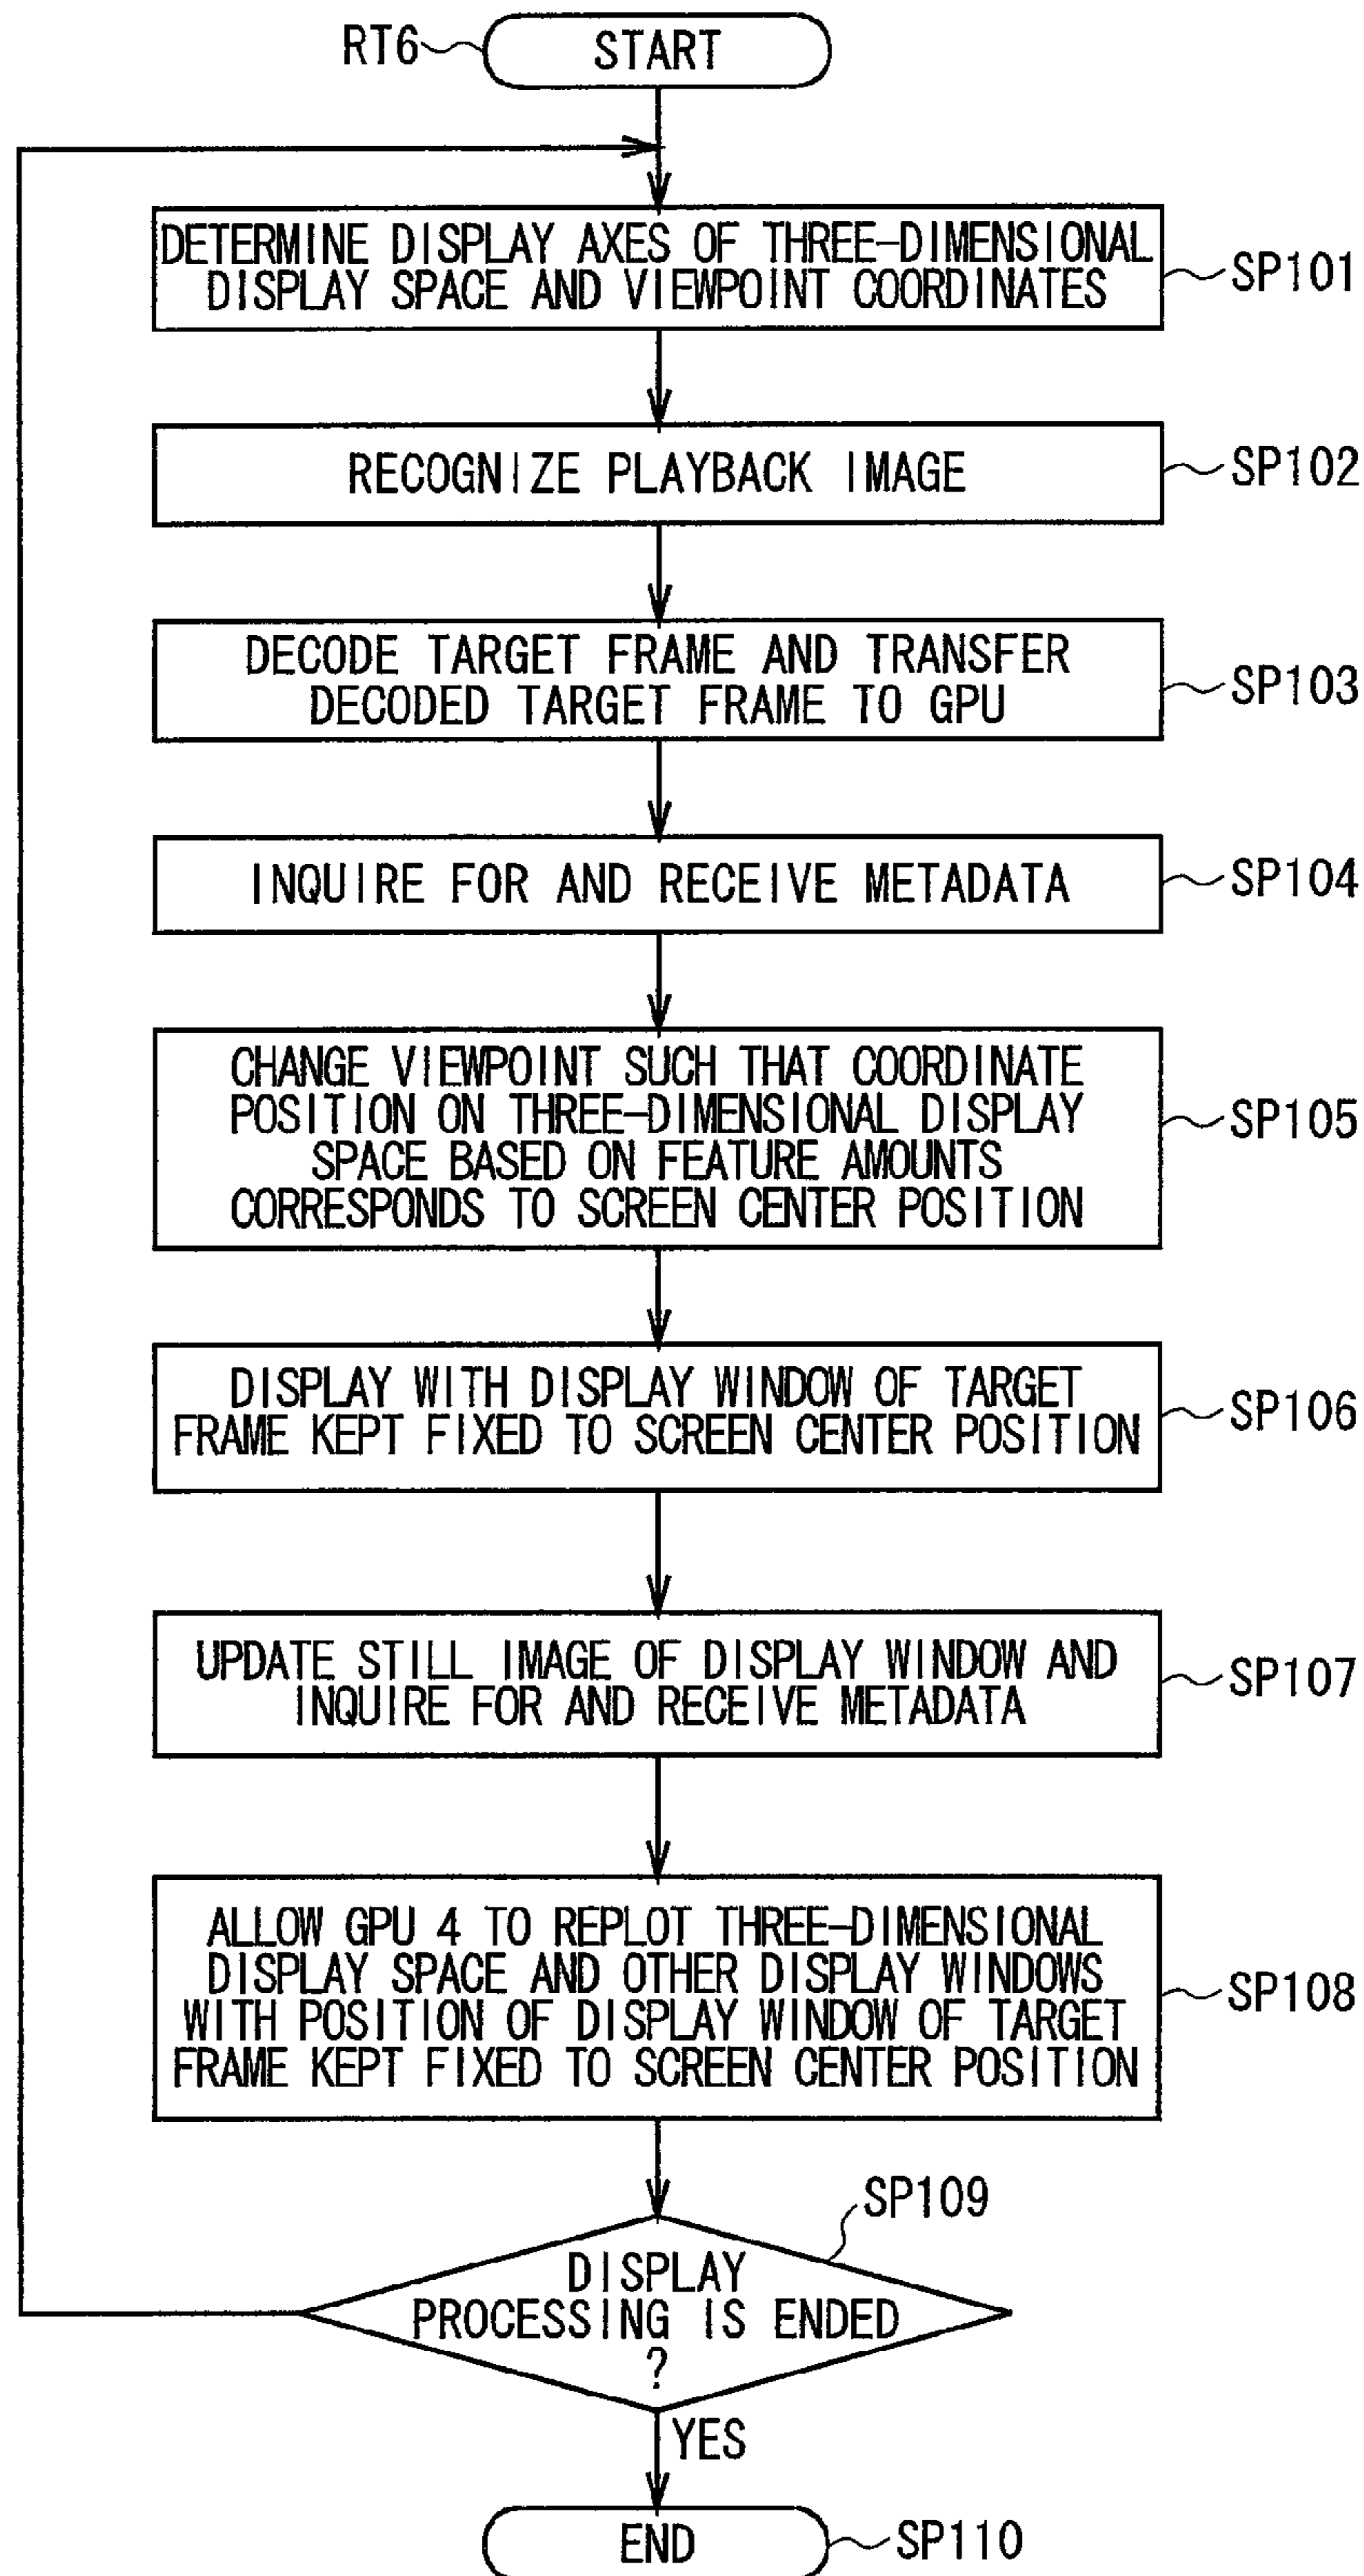 RT6 START
DETERMINE DISPLAY AXES OF THREE-DIMENSIONAL
DISPLAY SPACE AND VIEWPOINT COORDINATES
SP101
RECOGNIZE PLAYBACK IMAGE
SP102
DECODE TARGET FRAME AND TRANSFER
DECODED TARGET FRAME TO GPU
SP103
INQUIRE FOR AND RECEIVE METADATA
SP104
CHANGE VIEWPOINT SUCH THAT COORDINATE
POSITION ON THREE-DIMENSIONAL DISPLAY
SPACE BASED ON FEATURE AMOUNTS
CORRESPONDS TO SCREEN CENTER POSITION
SP105
DISPLAY WITH DISPLAY WINDOW OF TARGET
FRAME KEPT FIXED TO SCREEN CENTER POSITION
SP106
UPDATE STILL IMAGE OF DISPLAY WINDOW AND
INQUIRE FOR AND RECEIVE METADATA
SP107
ALLOW GPU 4 TO REPLOT THREE-DIMENSIONAL
DISPLAY SPACE AND OTHER DISPLAY WINDOWS
WITH POSITION OF DISPLAY WINDOW OF TARGET
FRAME KEPT FIXED TO SCREEN CENTER POSITION
SP108
SP109
DISPLAY
PROCESSING IS ENDED
?
YES
END SP110